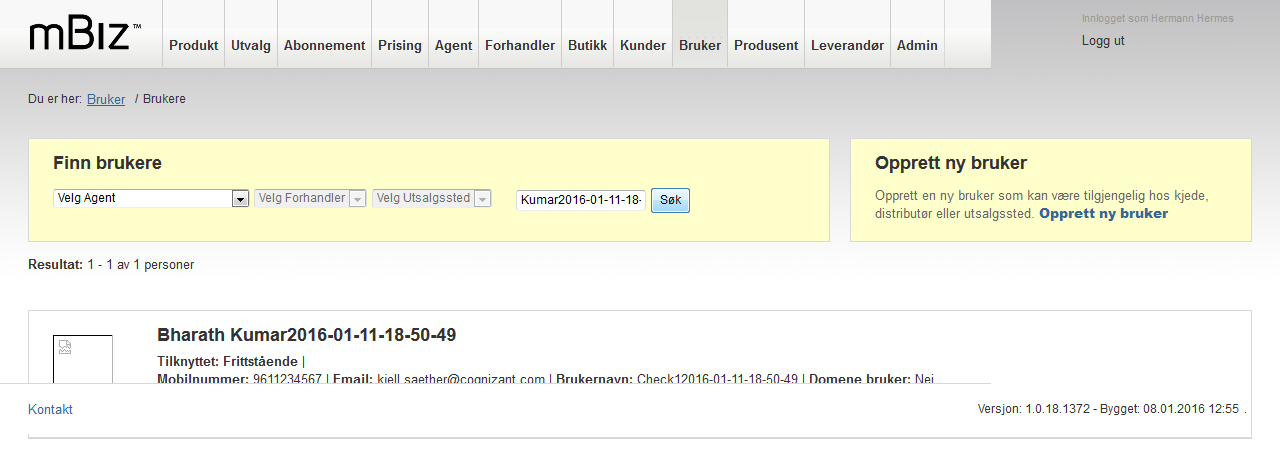 mBIZ™
Produkt Utvalg Abonnement Prising Agent Forhandler Butikk Kunder Bruker Produsent Leverandør Admin
Innlogget som Hermann Hermes
Logg ut
Du er her: Bruker / Brukere
Finn brukere
Velg Agent Velg Forhandler Velg Utsalgssted Kumar2016-01-11-18- Søk
Opprett ny bruker
Opprett en ny bruker som kan være tilgjengelig hos kjede,
distributør eller utsalgssted. Opprett ny bruker
Resultat: 1 - 1 av 1 personer
Bharath Kumar2016-01-11-18-50-49
Tilknyttet: Frittstående |
Mobilnummer: 9611234567 | Email: kjell.saether@cognizant.com | Brukernavn: Check12016-01-11-18-50-49 | Domene bruker: Nei
Kontakt
Versjon: 1.0.18.1372 - Bygget: 08.01.2016 12:55 .